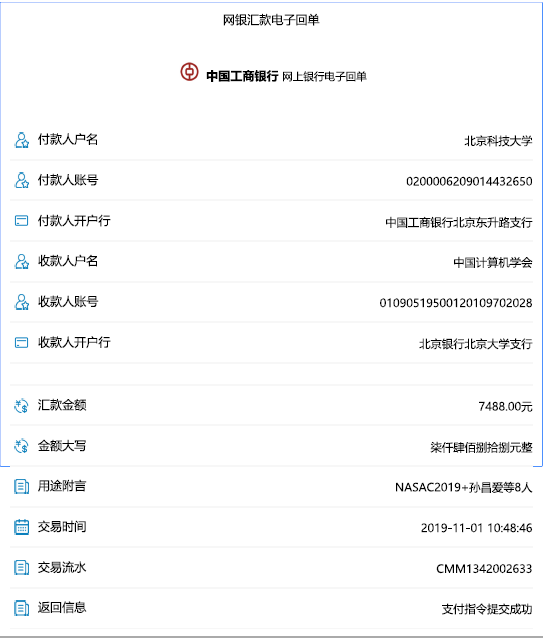 网银汇款电子回单
中国工商银行 网上银行电子回单
付款人户名 北京科技大学
付款人账号 0200006209014432650
付款人开户行 中国工商银行北京东升路支行
收款人户名 中国计算机学会
收款人账号 01090519500120109702028
收款人开户行 北京银行北京大学支行
汇款金额 7488.00元
金额大写 柒仟肆佰捌拾捌元整
用途附言 NASAC2019+孙昌爱等8人
交易时间 2019-11-01 10:48:46
交易流水 CMM1342002633
返回信息 支付指令提交成功